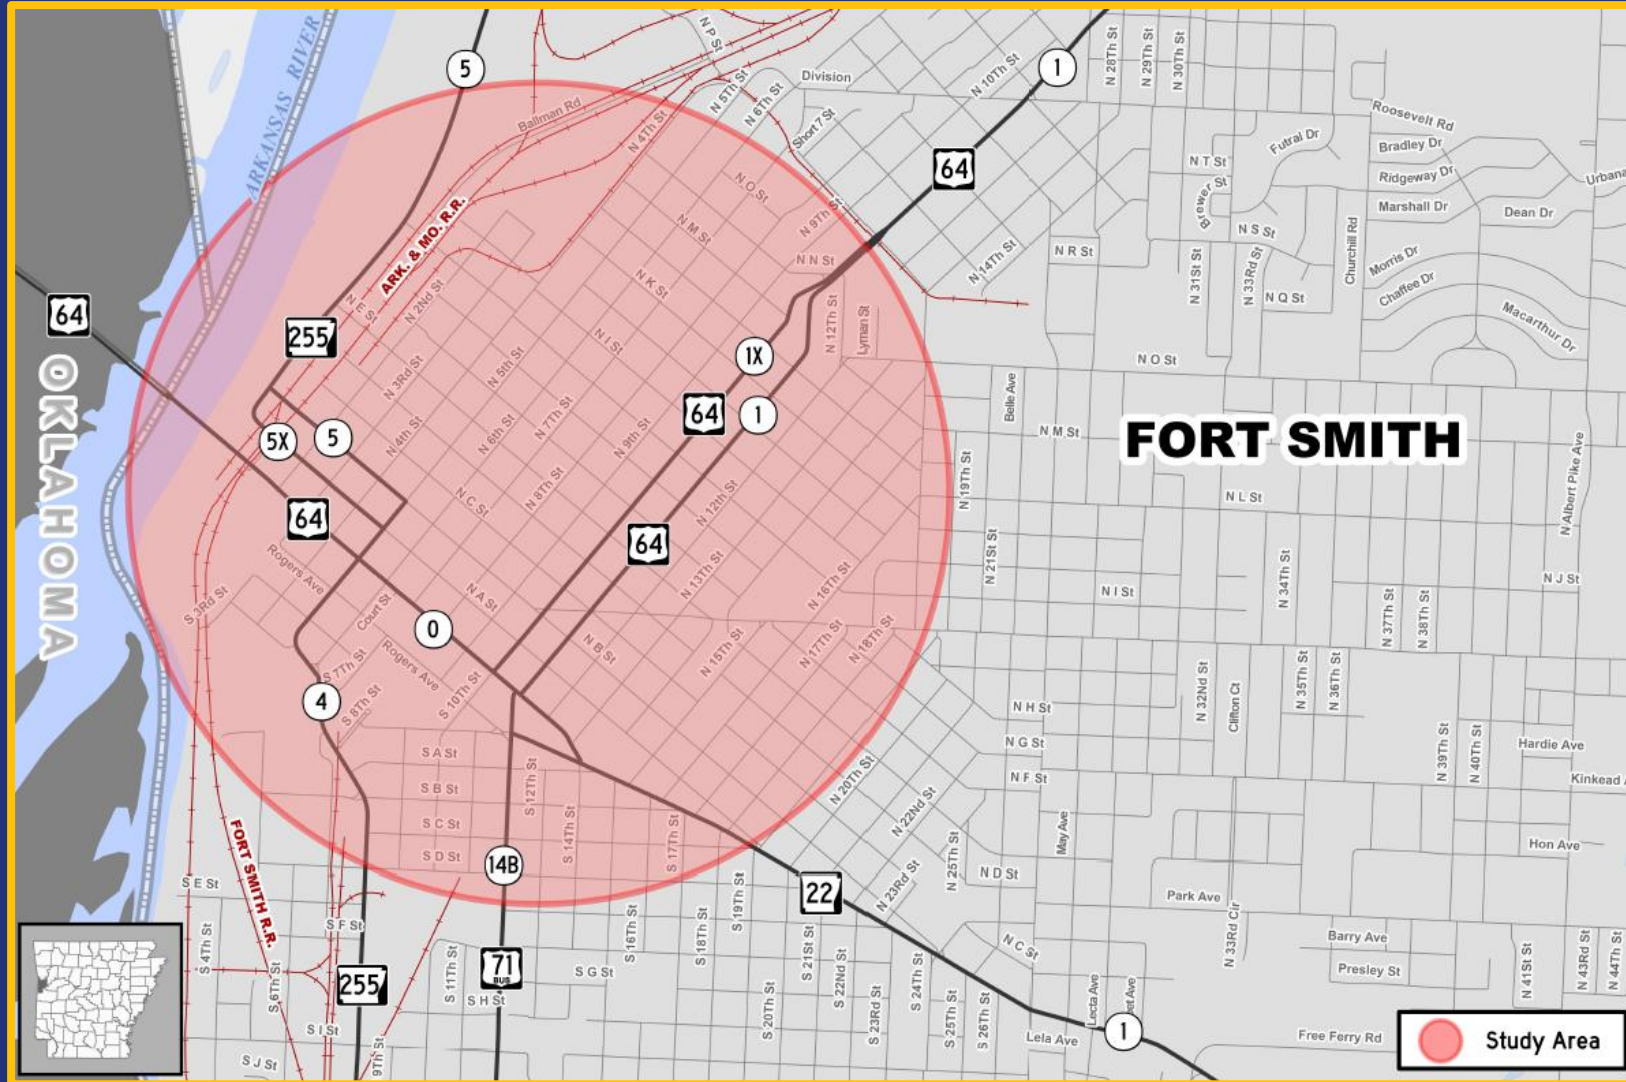 ARKANSAS RIVER
5
N P St
Division
N 10Th St
1
N 28Th St
N 29Th St
N 30Th St
Ballman Rd
N 5Th St
N 6Th St
Short 7 St
N 4Th St
Roosevelt Rd
Bradley Dr
Futral Dr
Ridgeway Dr
Urbana
Marshall Dr
Dean Dr
N T St
Brewer St
64
N O St
N M St
N 9Th St
N S St
N R St
N N St
N 14Th St
N 31St St
N 33Rd St
Churchill Rd
Morris Dr
Chaffee Dr
Macarthur Dr
N Q St
ARK. & MO. R.R.
N K St
N 2Nd St
N E St
64
255
N 12Th St
Lyman St
N I St
1X
N O St
OKLAHOMA
N 3Rd St
N 5th St
Belle Ave
64
1
N 7Th St
N 6th St
N 4th St
N 9th St
5X
5
N M St
FORT SMITH
N 19Th St
N Albert Pike Ave
N 8Th St
N C St
N 12th St
N L St
64
64
N 21St St
Rogers Ave
N 13Th St
N 16Th St
N I St
N 34Th St
N J St
S 3Rd St
Court St
N A St
N 37Th St
N 38Th St
0
N B St
N 15Th St
N 17Th St
N 18Th St
Rogers Ave
S 7Th St
S 8Th St
S 10Th St
4
N 32Nd St
Clifton Ct
N 35Th St
N 36Th St
N H St
N G St
N F St
N 39Th St
N 40Th St
Hardie Ave
Kinkead
S A St
S B St
S C St
S D St
S 12Th St
S 14Th St
S 17Th St
N 20Th St
N 22Nd St
N 25Th St
May Ave
Hon Ave
FORT SMITH R.R.
14B
22
N 23Rd St
N D St
Park Ave
S E St
S F St
S 4Th St
S 6Th St
S 11Th St
S 16Th St
S 18Th St
S 19Th St
S 21St St
S 22Nd St
N C St
N 33Rd Cir
Barry Ave
Presley St
N 41St St
N 43Rd St
N 44Th St
255
71
BUS
S G St
S H St
S I St
S J St
9Th St
S 20Th St
S 23Rd St
S 24Th St
S 25Th St
S 26Th St
Lecta Ave
et Ave
Lela Ave
1
Free Ferry Rd
Study Area